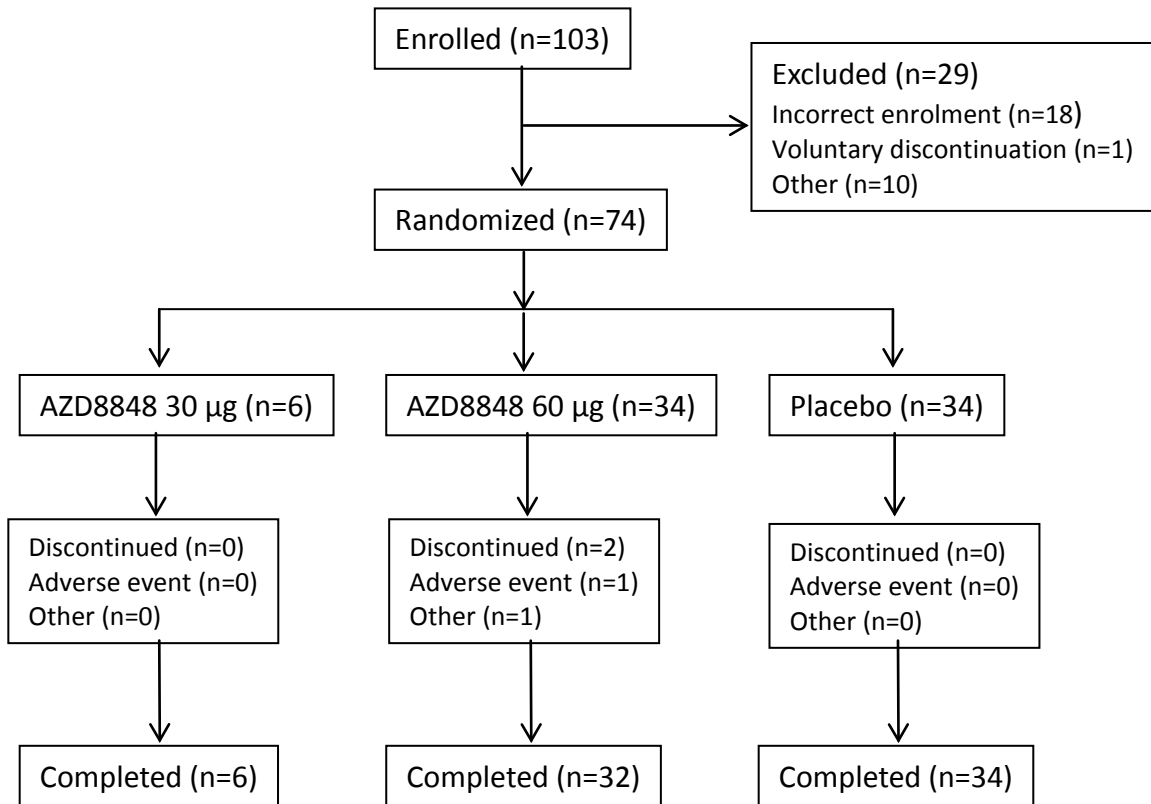 Enrolled (n=103)
Excluded (n=29)
Incorrect enrolment (n=18)
Voluntary discontinuation (n=1)
Other (n=10)
Randomized (n=74)
AZD8848 30 µg (n=6)
AZD8848 60 µg (n=34)
Placebo (n=34)
Discontinued (n=0)
Adverse event (n=0)
Other (n=0)
Discontinued (n=2)
Adverse event (n=1)
Other (n=1)
Discontinued (n=0)
Adverse event (n=0)
Other (n=0)
Completed (n=6)
Completed (n=32)
Completed (n=34)